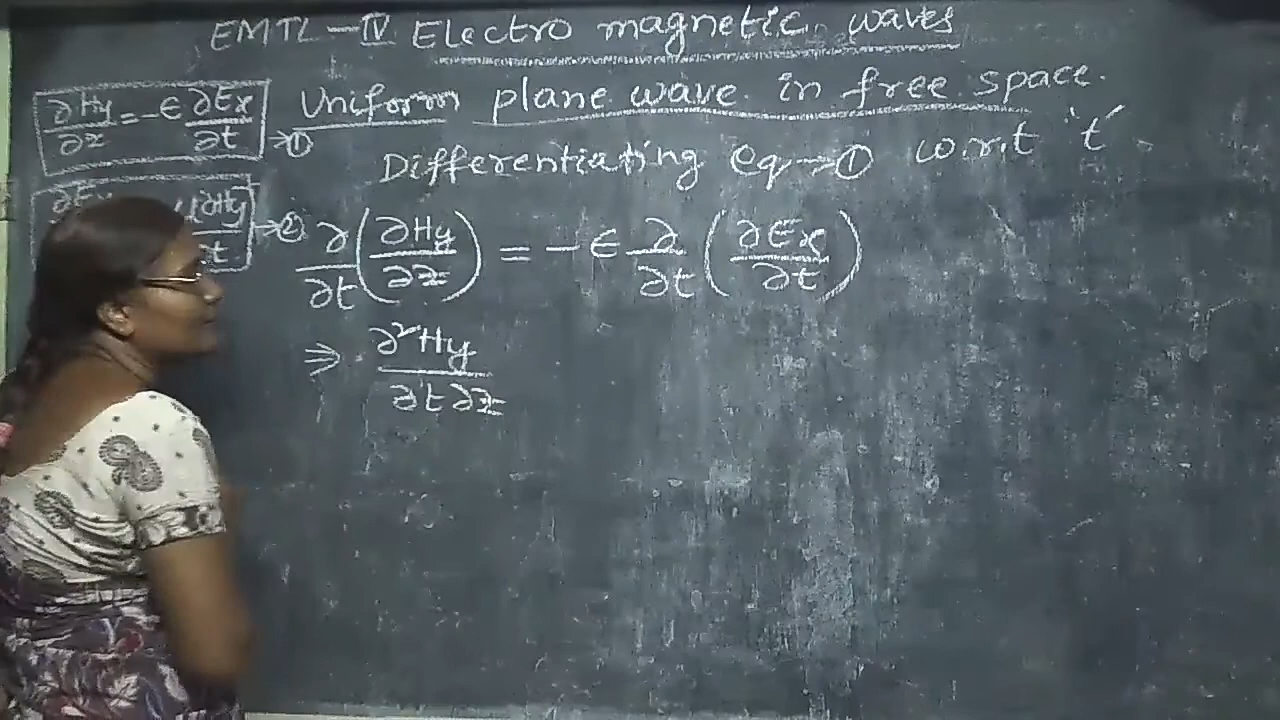 EMTL - IV Electro magnetic waves
Uniform plane wave in free space.
∂Hy/∂z = -ϵ ∂Ex/∂t → ①
Differentiating eq → ① w.r.t 't'
∂Hy → ②
∂/∂t (∂Hy/∂z) = -ϵ ∂/∂t (∂Ex/∂t)
⇒ ∂²Hy/∂t∂z